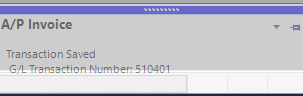 A/P Invoice
Transaction Saved
G/L Transaction Number: 510401